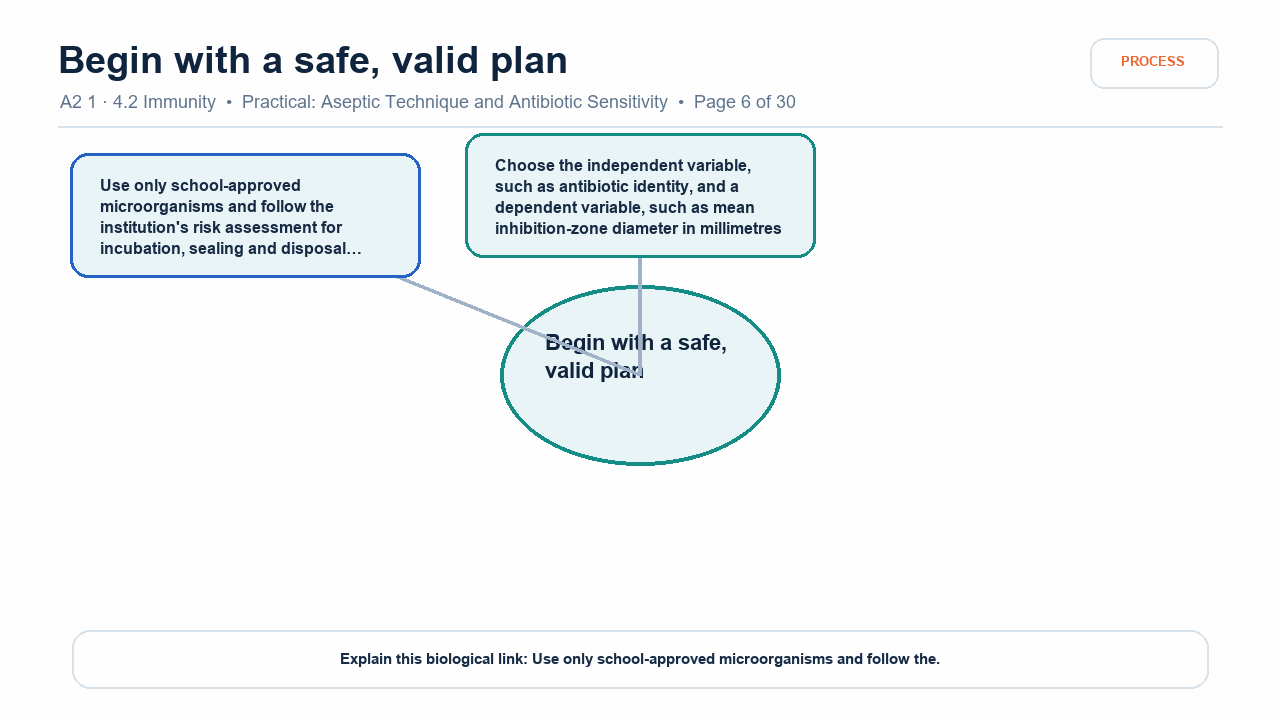 Begin with a safe, valid plan
PROCESS
A2 1 · 4.2 Immunity • Practical: Aseptic Technique and Antibiotic Sensitivity • Page 6 of 30
Use only school-approved
microorganisms and follow the
institution's risk assessment for
incubation, sealing and disposal…
Choose the independent variable,
such as antibiotic identity, and a
dependent variable, such as mean
inhibition-zone diameter in millimetres
Begin with a safe,
valid plan
Explain this biological link: Use only school-approved microorganisms and follow the.